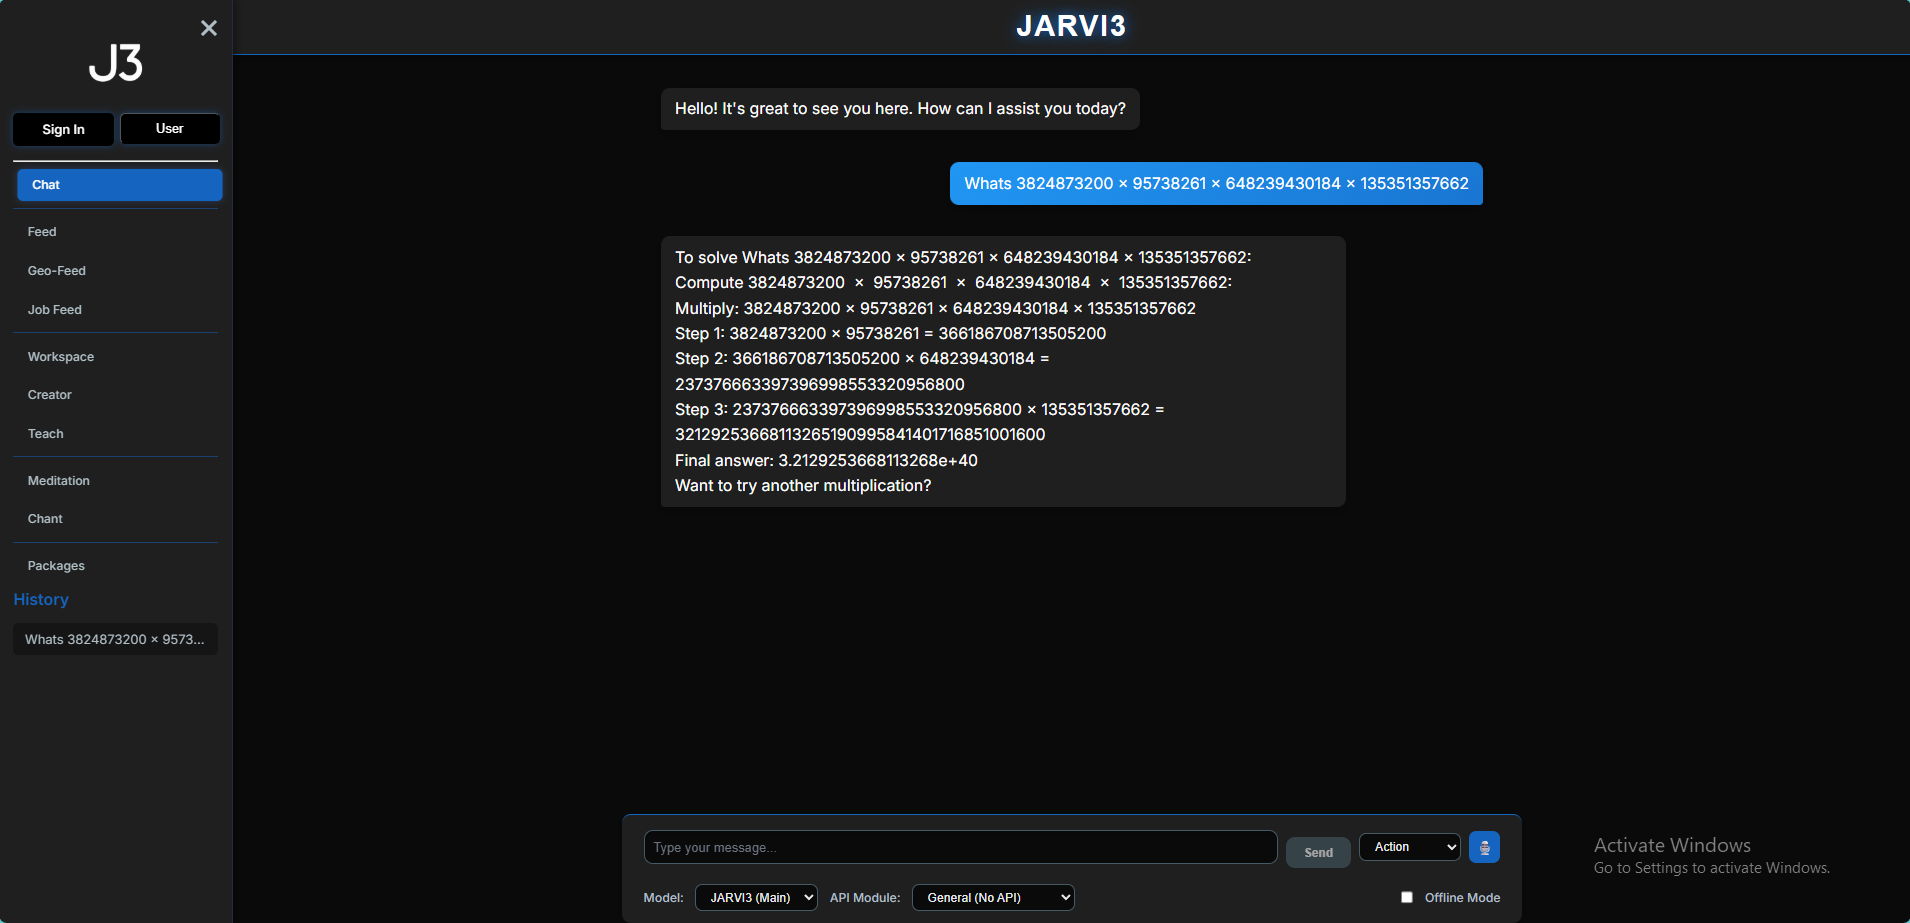 J3
Sign In
User
Chat
Feed
Geo-Feed
Job Feed
Workspace
Creator
Teach
Meditation
Chant
Packages
History
Whats 3824873200 × 9573...
JARVI3
Hello! It's great to see you here. How can I assist you today?
Whats 3824873200 × 95738261 × 648239430184 × 135351357662
To solve Whats 3824873200 × 95738261 × 648239430184 × 135351357662:
Compute 3824873200 × 95738261 × 648239430184 × 135351357662:
Multiply: 3824873200 × 95738261 × 648239430184 × 135351357662
Step 1: 3824873200 × 95738261 = 366186708713505200
Step 2: 366186708713505200 × 648239430184 =
237376663397396998553320956800
Step 3: 237376663397396998553320956800 × 135351357662 =
32129253668113265190995841401716851001600
Final answer: 3.2129253668113268e+40
Want to try another multiplication?
Type your message...
Send
Action
Model:
JARVI3 (Main)
API Module:
General (No API)
Offline Mode
Activate Windows
Go to Settings to activate Windows.